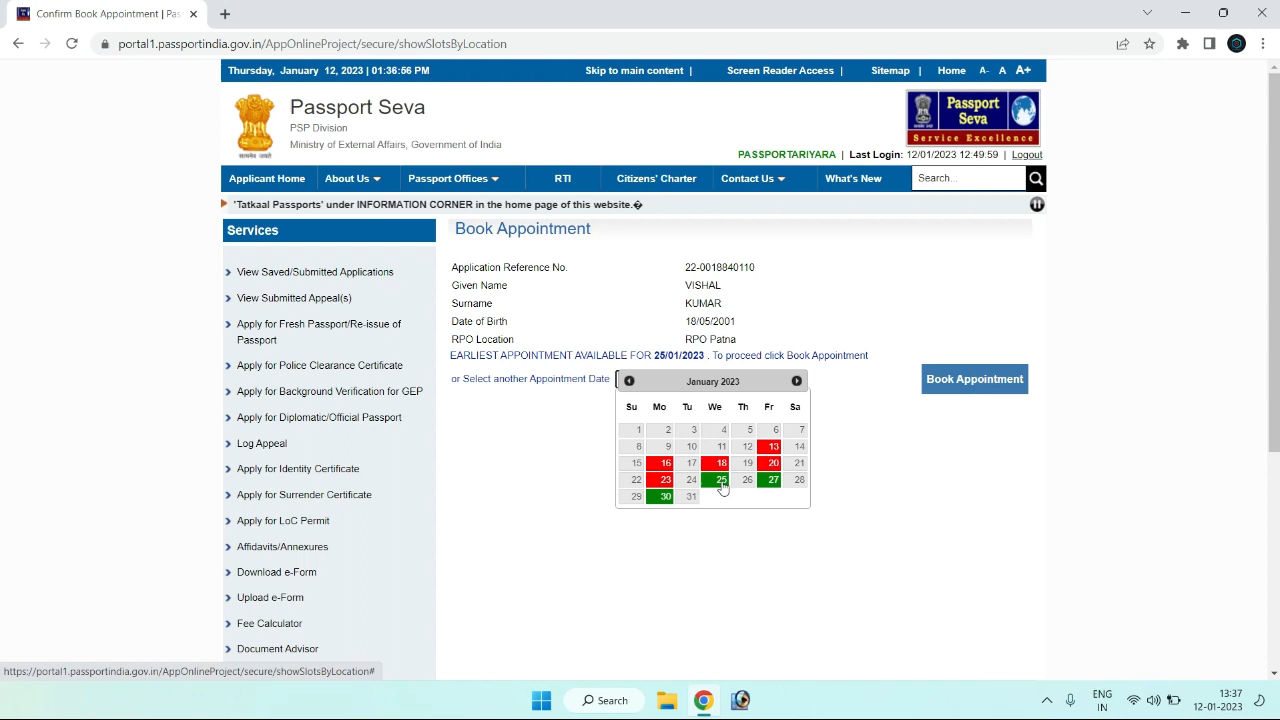 Confirm Book Appointment | Pas
portal1.passportindia.gov.in/AppOnlineProject/secure/showSlotsByLocation
Thursday, January 12, 2023 | 01:36:56 PM
Skip to main content |
Screen Reader Access |
Sitemap |
Home
A-
A
A+
Passport Seva
PSP Division
Ministry of External Affairs, Government of India
Passport
Seva
Service Excellence
PASSPORTARIYARA | Last Login: 12/01/2023 12:49:59 | Logout
Applicant Home
About Us
Passport Offices
RTI
Citizens' Charter
Contact Us
What's New
Search...
'Tatkaal Passports' under INFORMATION CORNER in the home page of this website.�
Services
View Saved/Submitted Applications
View Submitted Appeal(s)
Apply for Fresh Passport/Re-issue of
Passport
Apply for Police Clearance Certificate
Apply for Background Verification for GEP
Apply for Diplomatic/Official Passport
Log Appeal
Apply for Identity Certificate
Apply for Surrender Certificate
Apply for LoC Permit
Affidavits/Annexures
Download e-Form
Upload e-Form
Fee Calculator
Document Advisor
Book Appointment
Application Reference No. 22-0018840110
Given Name VISHAL
Surname KUMAR
Date of Birth 18/05/2001
RPO Location RPO Patna
EARLIEST APPOINTMENT AVAILABLE FOR 25/01/2023 . To proceed click Book Appointment
or Select another Appointment Date
Book Appointment
January 2023
Su Mo Tu We Th Fr Sa
1 2 3 4 5 6 7
8 9 10 11 12 13 14
15 16 17 18 19 20 21
22 23 24 25 26 27 28
29 30 31
https://portal1.passportindia.gov.in/AppOnlineProject/secure/showSlotsByLocation#
Search
ENG
IN
13:37
12-01-2023